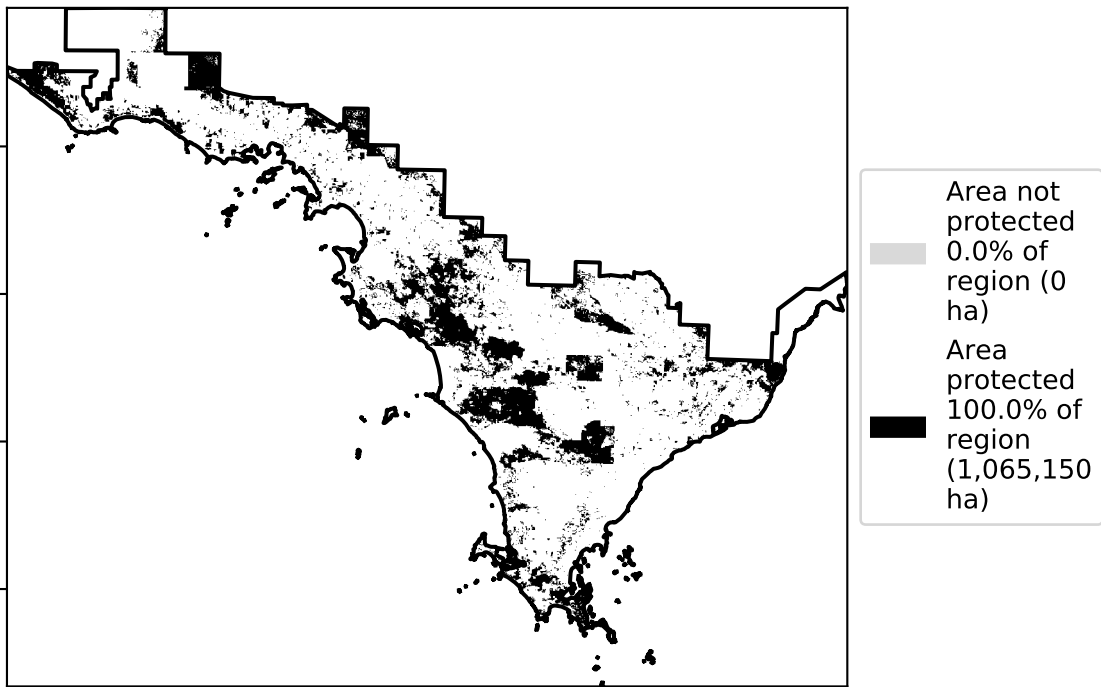 Area not
protected
0.0% of
region (0
ha)
Area
protected
100.0% of
region
(1,065,150
ha)